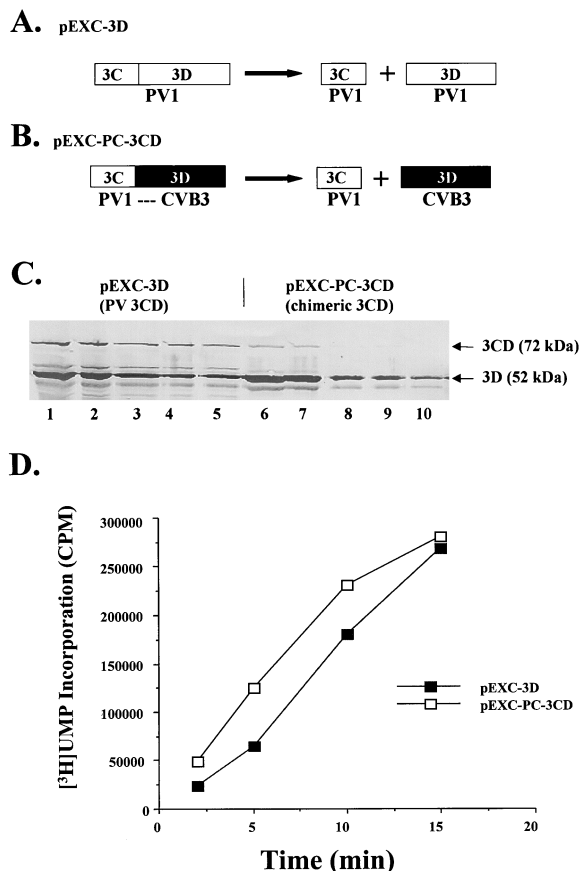 A. pEXC-3D
3C 3D 3C + 3D
PV1 PV1 PV1
B. pEXC-PC-3CD
3C 3D 3C + 3D
PV1 --- CVB3 PV1 CVB3
C. pEXC-3D pEXC-PC-3CD
(PV 3CD) (chimeric 3CD)
3CD (72 kDa)
3D (52 kDa)
1 2 3 4 5 6 7 8 9 10
D.
[³H]UMP Incorporation (CPM)
300000
250000
200000
150000
100000
50000
0
pEXC-3D
pEXC-PC-3CD
0 5 10 15 20
Time (min)